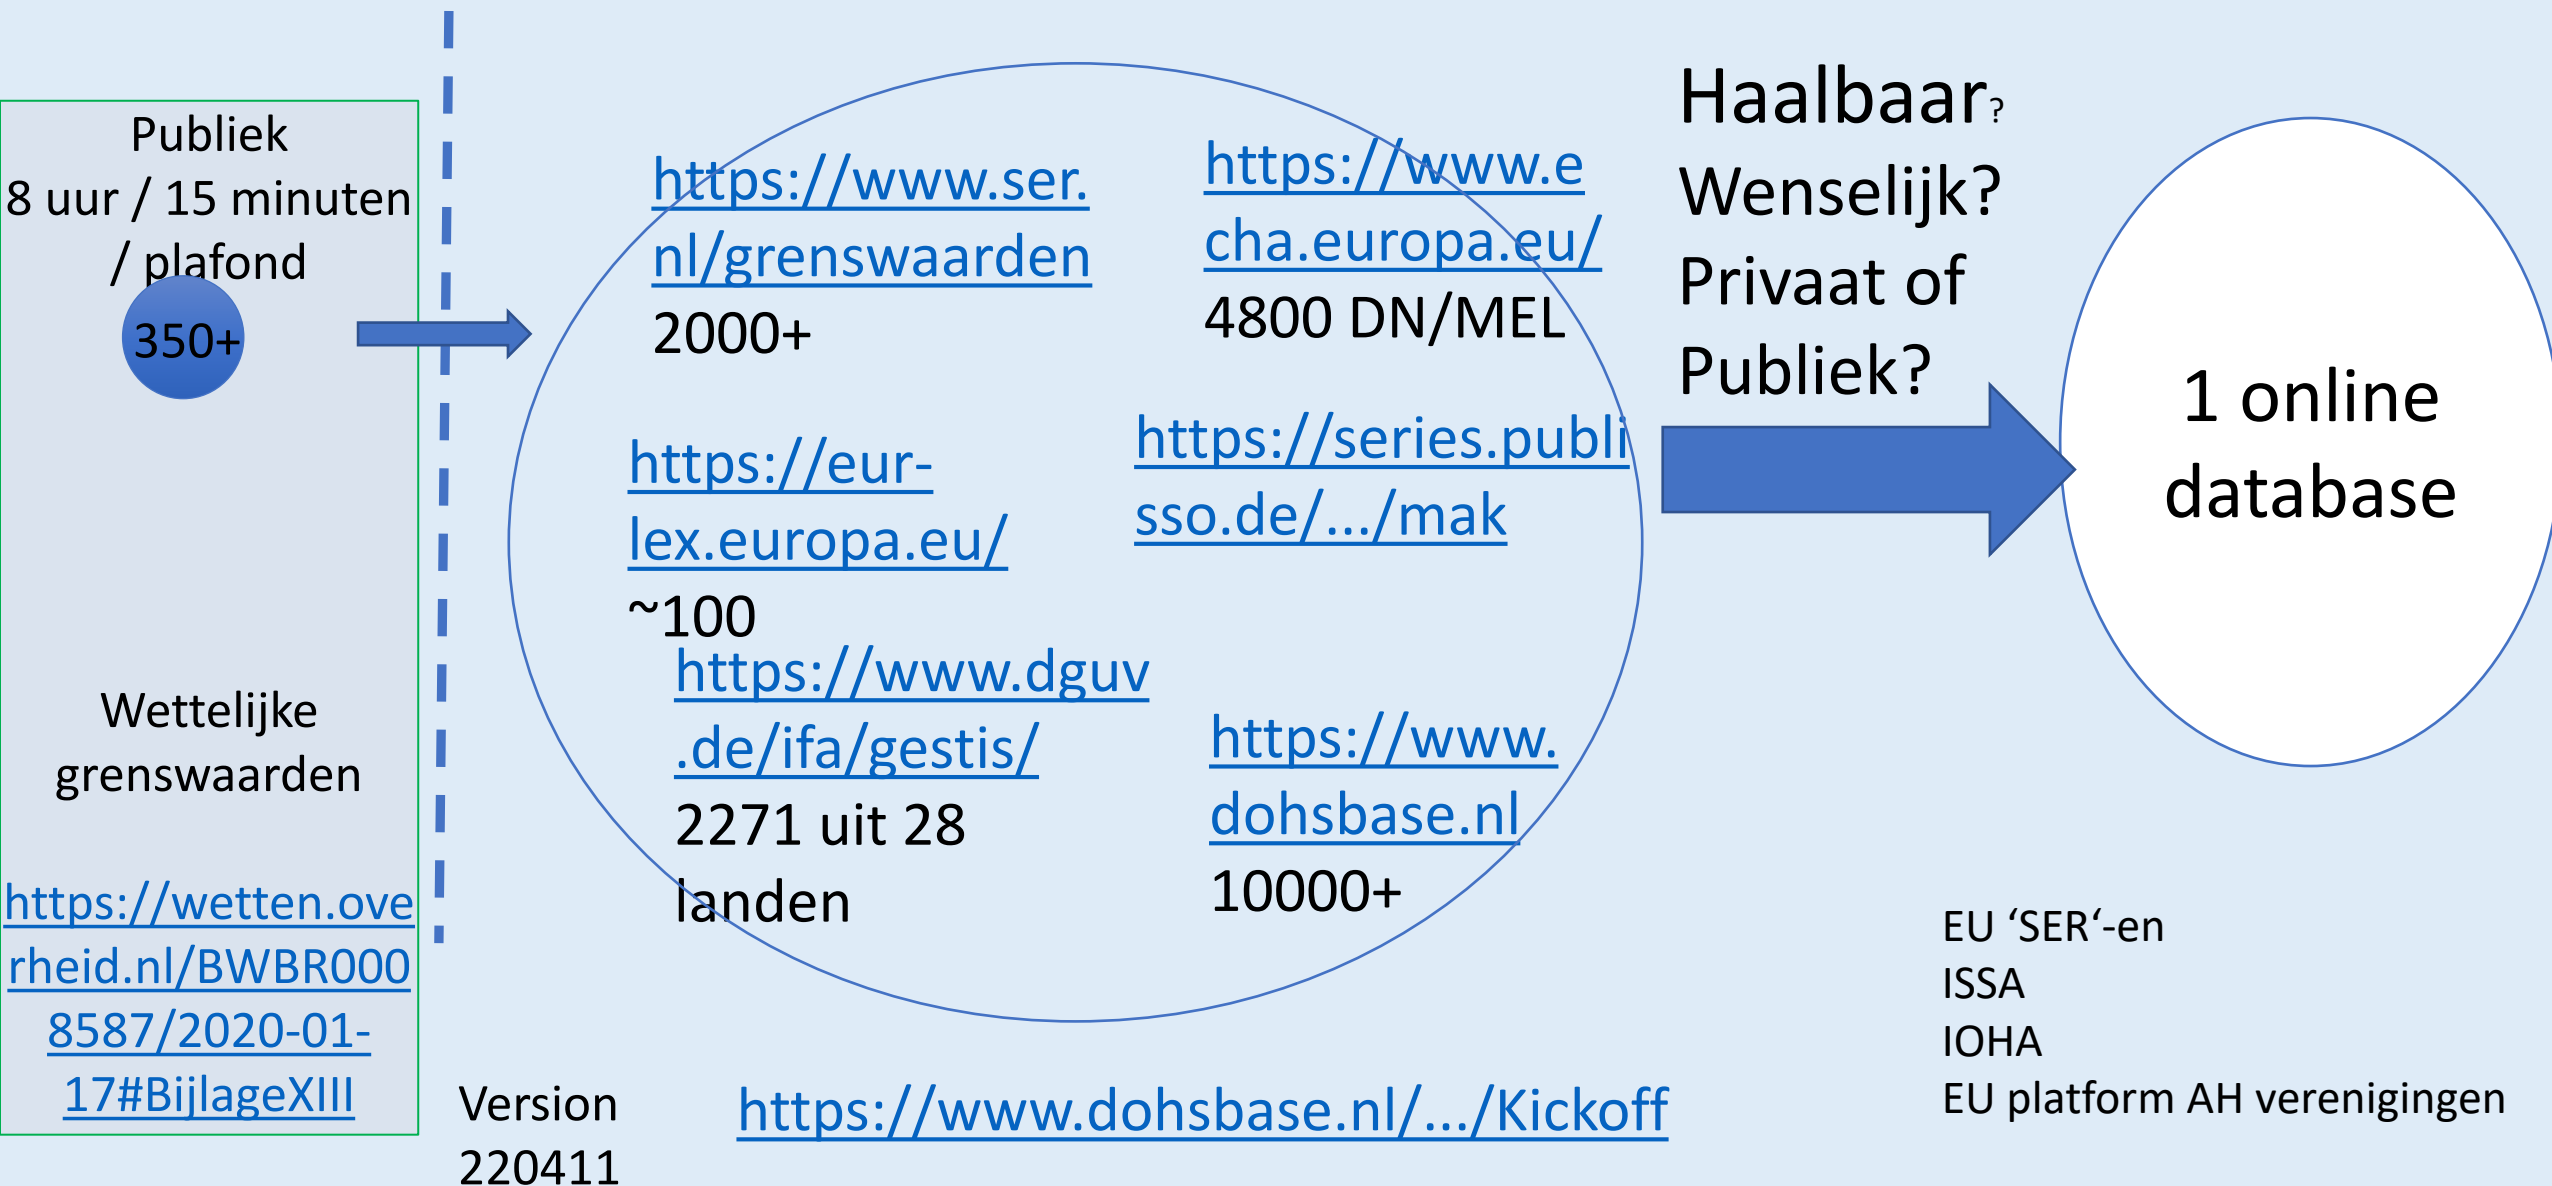 Publiek
8 uur / 15 minuten
/ plafond
350+
Wettelijke
grenswaarden
https://wetten.ove
rheid.nl/BWBR000
8587/2020-01-
17#BijlageXIII
https://www.ser.
nl/grenswaarden
2000+
https://www.e
cha.europa.eu/
4800 DN/MEL
https://eur-
lex.europa.eu/
~100
https://series.publi
sso.de/.../mak
https://www.dguv
.de/ifa/gestis/
2271 uit 28
landen
https://www.
dohsbase.nl
10000+
Haalbaar?
Wenselijk?
Privaat of
Publiek?
1 online
database
Version
220411
https://www.dohsbase.nl/.../Kickoff
EU ‘SER‘-en
ISSA
IOHA
EU platform AH verenigingen